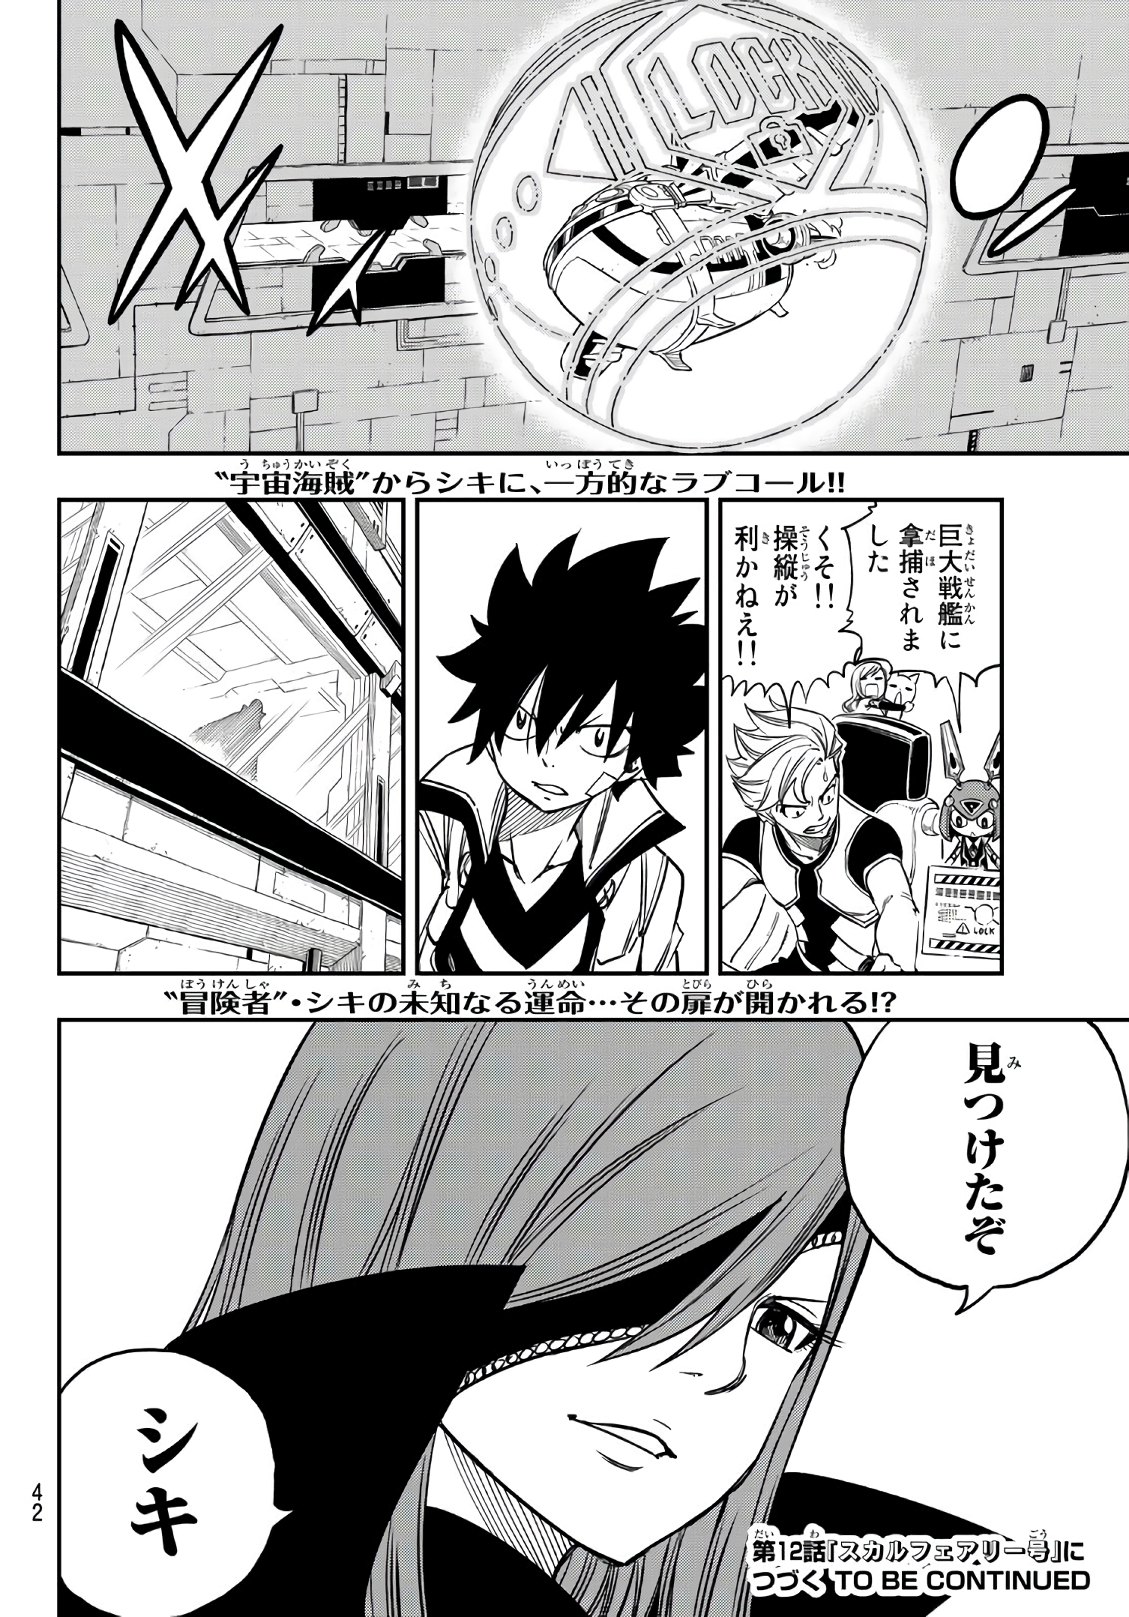 LOCK
"宇宙海賊"からシキに、一方的なラブコール!!
巨大戦艦に
拿捕されま
した
くそ!!
操縦が
利かねえ!!
LOCK
"冒険者"・シキの未知なる運命…その扉が開かれる!?
見つけたぞ
シキ
42
第12話『スカルフェアリー号』に
つづく TO BE CONTINUED